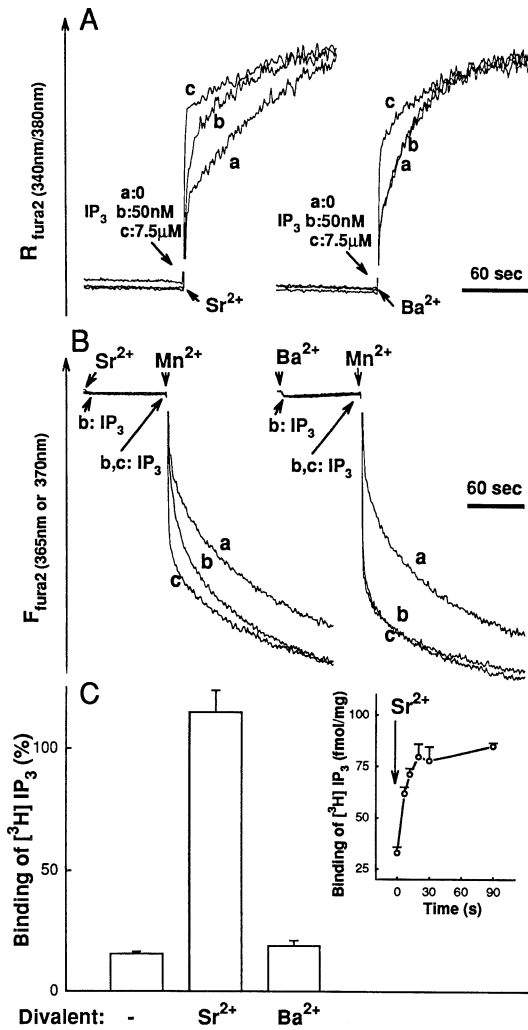 A
R fura2 (340nm/380nm)
c
b
a
a:0
IP3 b:50nM
c:7.5µM
Sr2+
c
b
a
a:0
IP3 b:50nM
c:7.5µM
Ba2+
60 sec
B
F fura2 (365nm or 370nm)
Sr2+ Mn2+
b: IP3
b,c: IP3
a
b
c
Ba2+ Mn2+
b: IP3
b,c: IP3
a
b
c
60 sec
C
Binding of [3H] IP3 (%)
100
50
0
Divalent: - Sr2+ Ba2+
Sr2+
Binding of [3H] IP3 (fmol/mg)
100
75
50
25
0 30 60 90
Time (s)